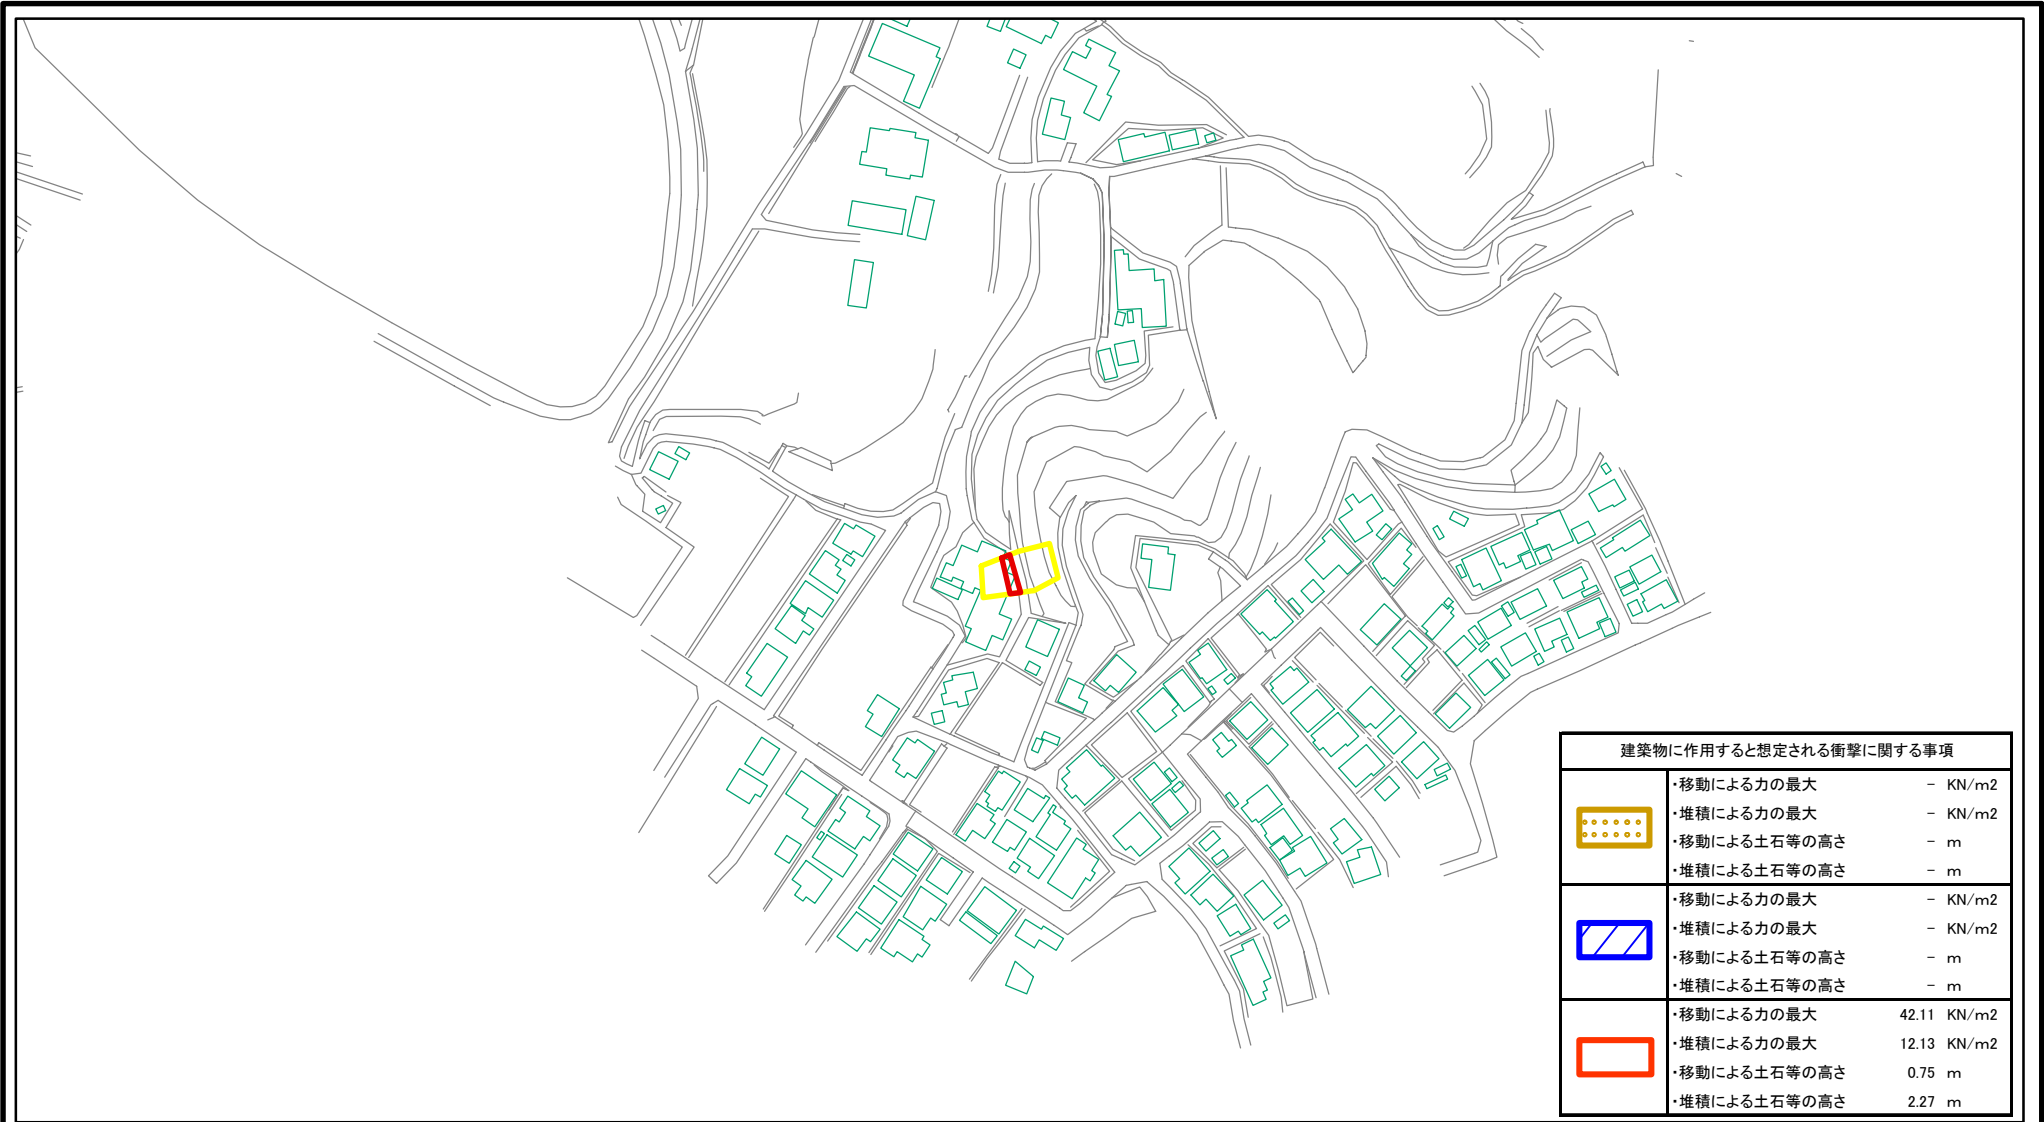 建築物に作用すると想定される衝撃に関する事項
・移動による力の最大 － KN/m2
・堆積による力の最大 － KN/m2
・移動による土石等の高さ － m
・堆積による土石等の高さ － m
・移動による力の最大 － KN/m2
・堆積による力の最大 － KN/m2
・移動による土石等の高さ － m
・堆積による土石等の高さ － m
・移動による力の最大 42.11 KN/m2
・堆積による力の最大 12.13 KN/m2
・移動による土石等の高さ 0.75 m
・堆積による土石等の高さ 2.27 m